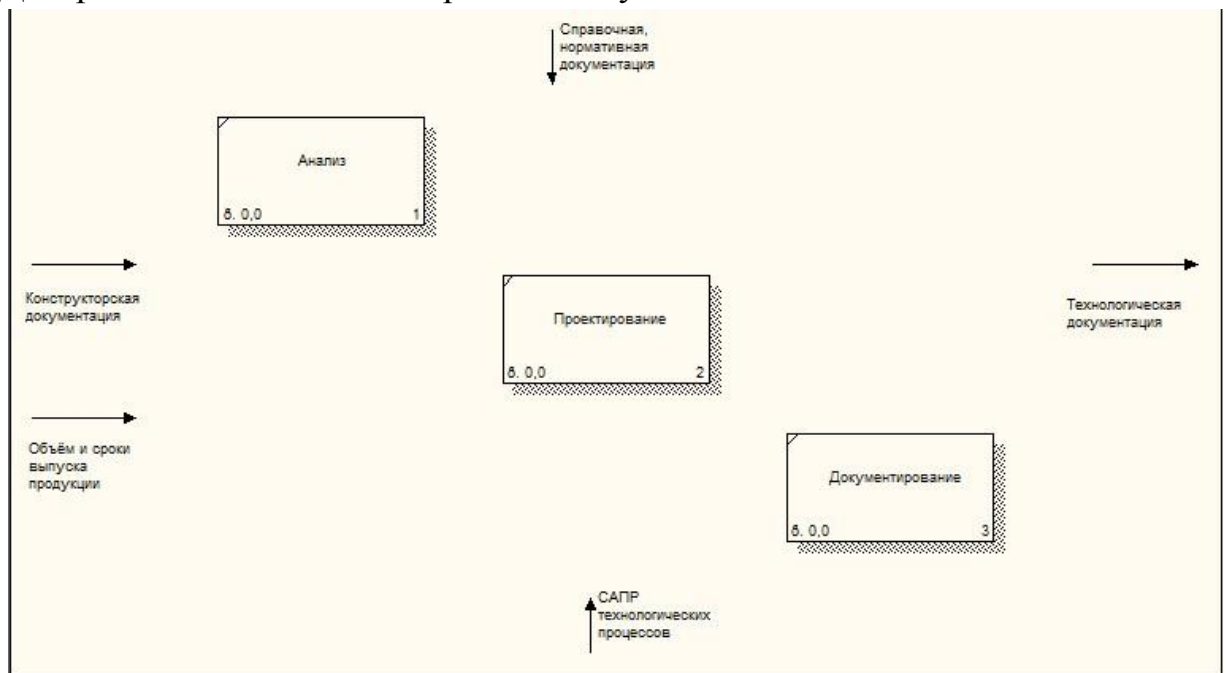 Справочная,
нормативная
документация
Анализ
0,0
1
Конструкторская
документация
Проектирование
0,0
2
Технологическая
документация
Объём и сроки
выпуска
продукции
Документирование
0,0
3
САПР
технологических
процессов